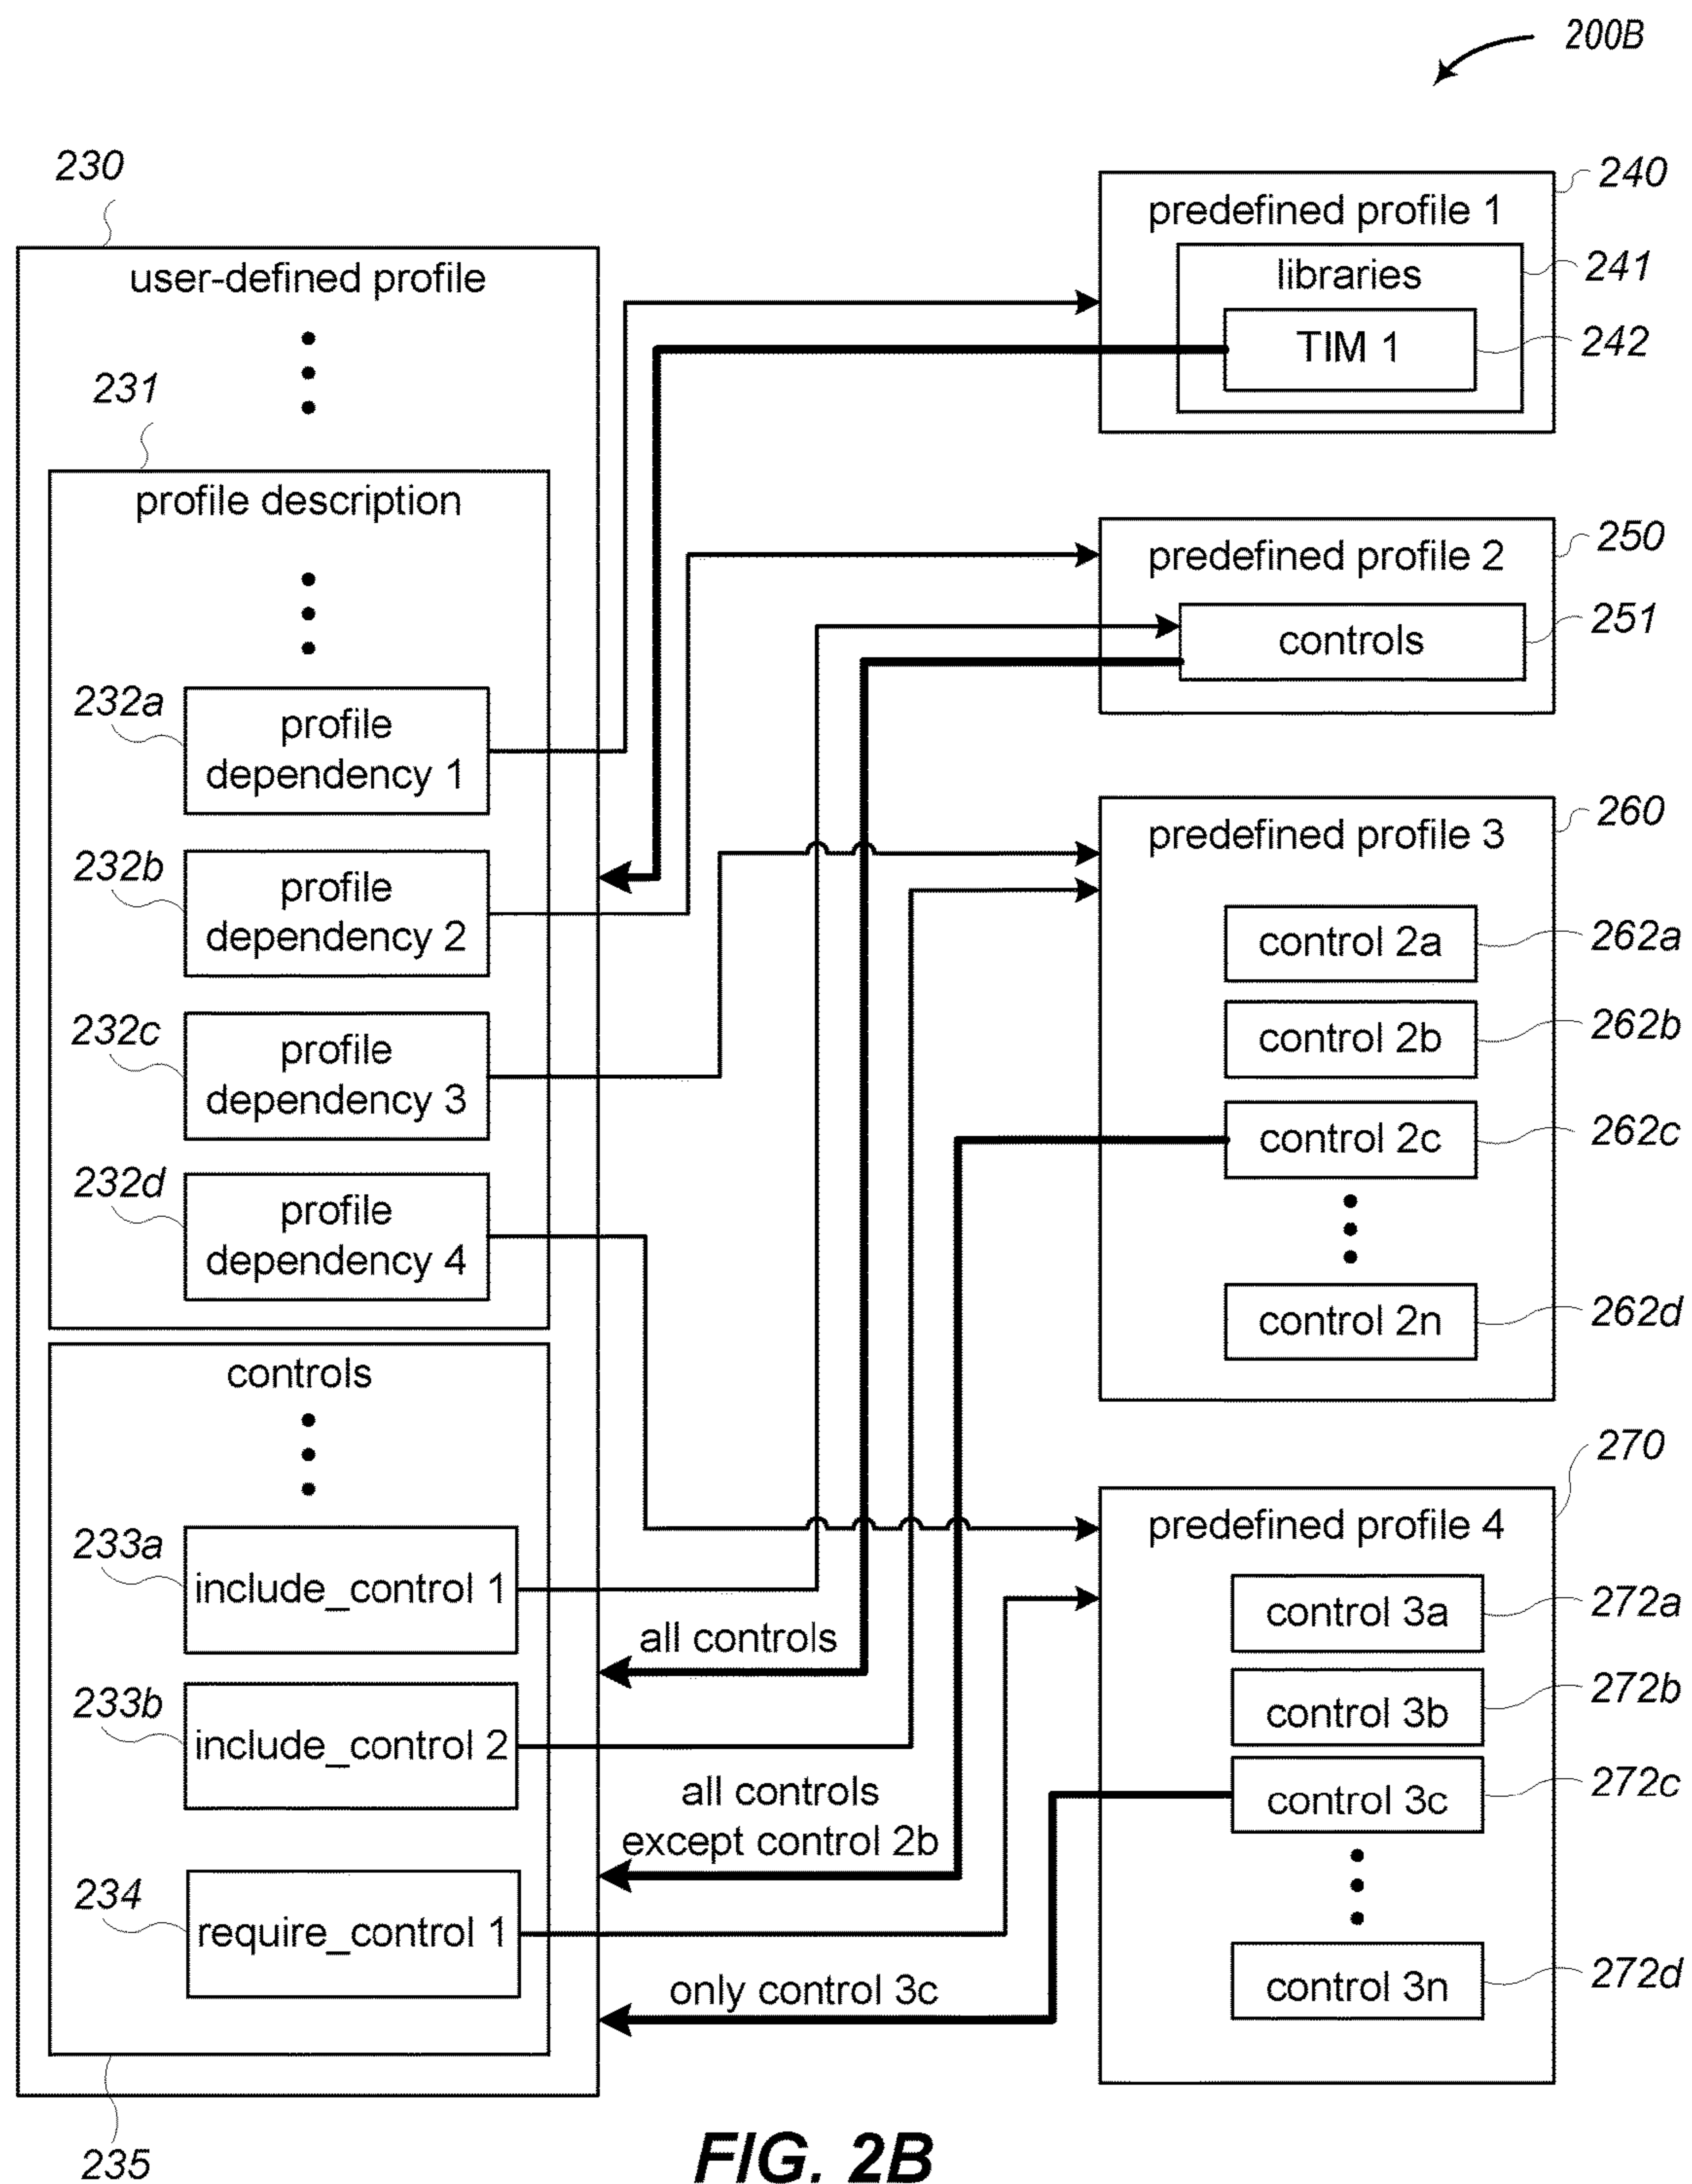 200B
230
user-defined profile
231
profile description
232a
profile
dependency 1
232b
profile
dependency 2
232c
profile
dependency 3
232d
profile
dependency 4
controls
233a
include_control 1
233b
include_control 2
234
require_control 1
235
all controls
all controls
except control 2b
only control 3c
240
predefined profile 1
libraries
241
TIM 1
242
250
predefined profile 2
251
controls
260
predefined profile 3
control 2a
262a
control 2b
262b
control 2c
262c
control 2n
262d
270
predefined profile 4
control 3a
272a
control 3b
272b
control 3c
272c
control 3n
272d
FIG. 2B